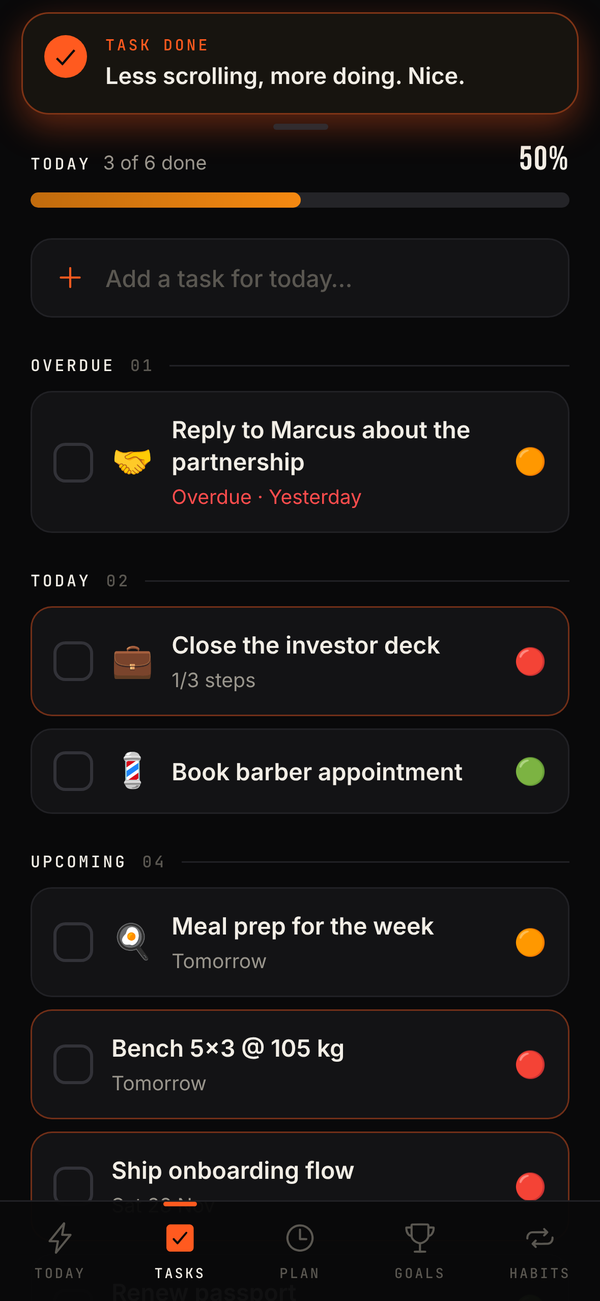 TASK DONE
Less scrolling, more doing. Nice.
TODAY 3 of 6 done 50%
Add a task for today...
OVERDUE 01
Reply to Marcus about the
partnership
Overdue · Yesterday
TODAY 02
Close the investor deck
1/3 steps
Book barber appointment
UPCOMING 04
Meal prep for the week
Tomorrow
Bench 5×3 @ 105 kg
Tomorrow
Ship onboarding flow
Renew passport
TODAY TASKS PLAN GOALS HABITS